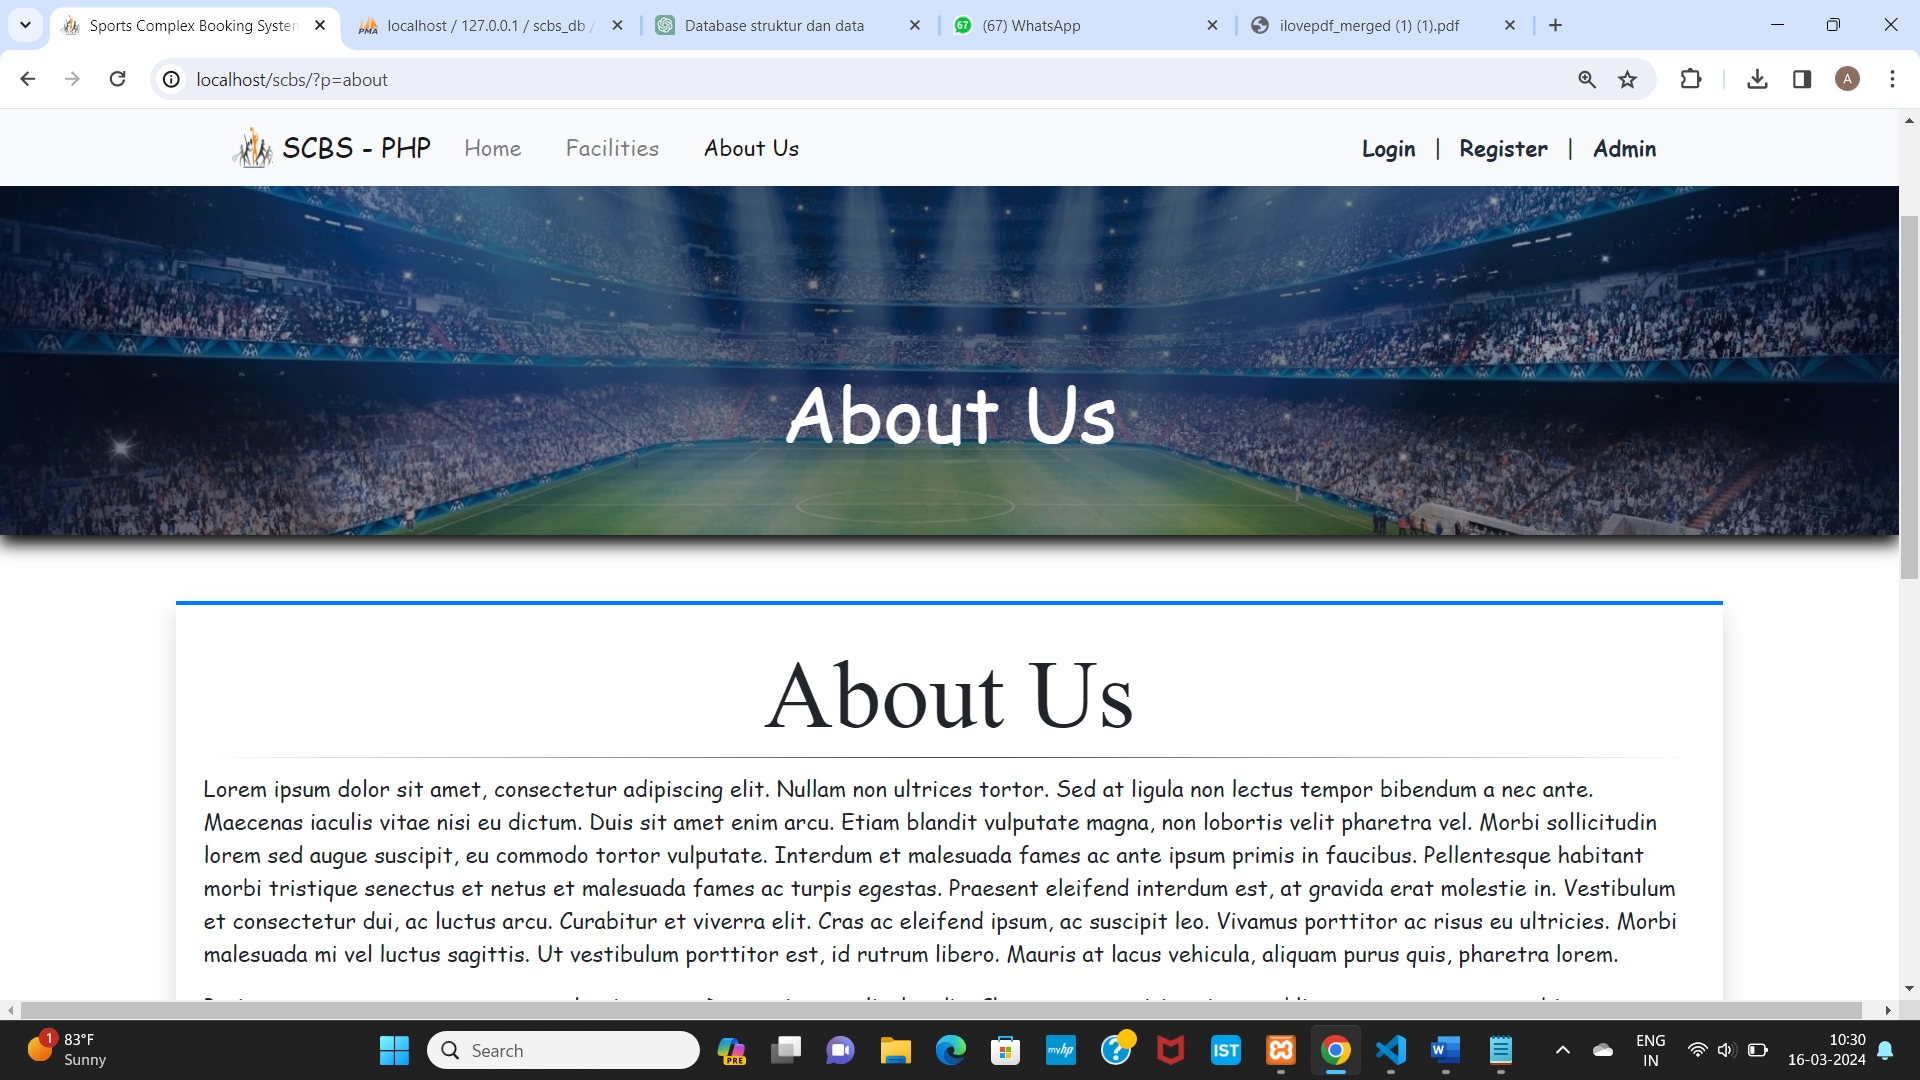 Sports Complex Booking System
localhost / 127.0.0.1 / scbs_db /
Database struktur dan data
(67) WhatsApp
ilovepdf_merged (1) (1).pdf
localhost/scbs/?p=about
A
SCBS - PHP Home Facilities About Us Login | Register | Admin
About Us
About Us
Lorem ipsum dolor sit amet, consectetur adipiscing elit. Nullam non ultrices tortor. Sed at ligula non lectus tempor bibendum a nec ante.
Maecenas iaculis vitae nisi eu dictum. Duis sit amet enim arcu. Etiam blandit vulputate magna, non lobortis velit pharetra vel. Morbi sollicitudin
lorem sed augue suscipit, eu commodo tortor vulputate. Interdum et malesuada fames ac ante ipsum primis in faucibus. Pellentesque habitant
morbi tristique senectus et netus et malesuada fames ac turpis egestas. Praesent eleifend interdum est, at gravida erat molestie in. Vestibulum
et consectetur dui, ac luctus arcu. Curabitur et viverra elit. Cras ac eleifend ipsum, ac suscipit leo. Vivamus porttitor ac risus eu ultricies. Morbi
malesuada mi vel luctus sagittis. Ut vestibulum porttitor est, id rutrum libero. Mauris at lacus vehicula, aliquam purus quis, pharetra lorem.
1
83°F
Sunny
Search
PRE
myhp
IST
W
ENG
IN
10:30
16-03-2024